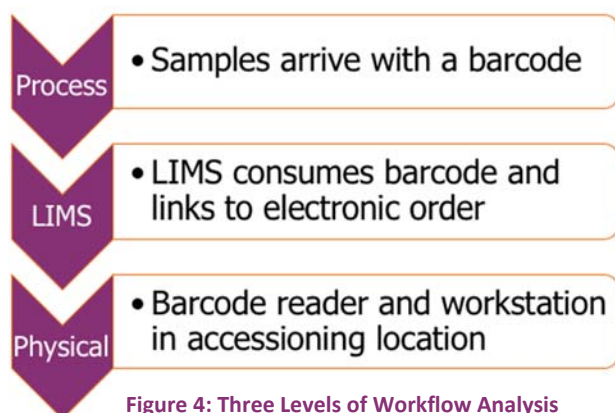 Process
• Samples arrive with a barcode
LIMS
• LIMS consumes barcode and
links to electronic order
Physical
• Barcode reader and workstation
in accessioning location
Figure 4: Three Levels of Workflow Analysis